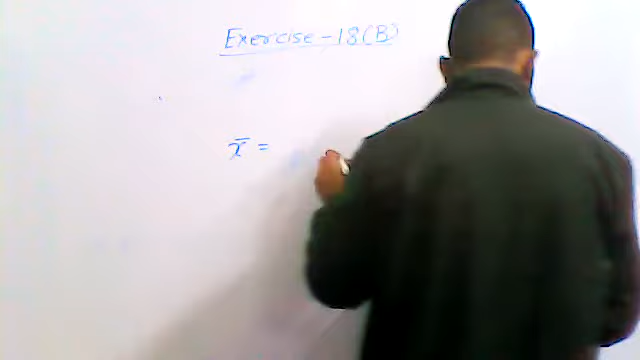 Exercise - 18(B)
x̄ =